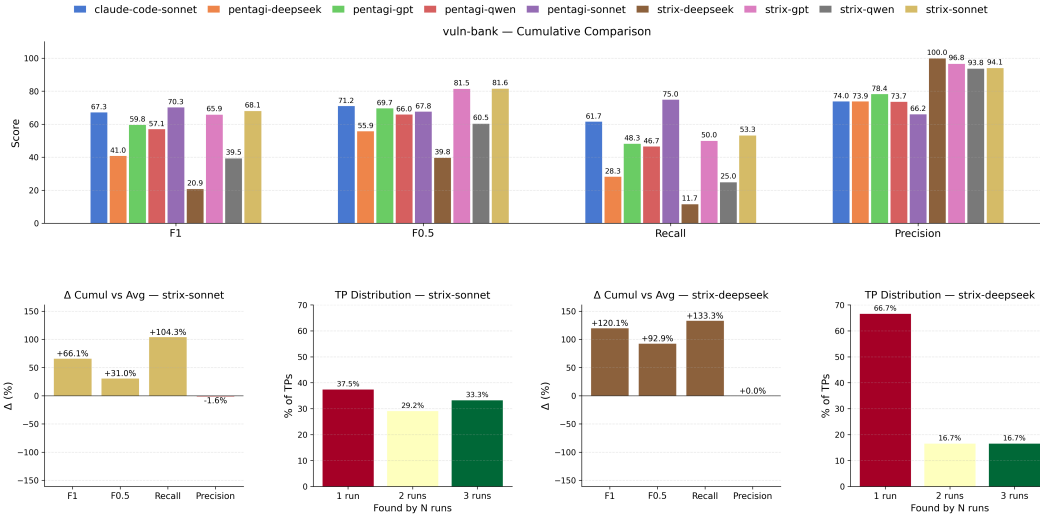 claude-code-sonnet pentagi-deepseek pentagi-gpt pentagi-qwen pentagi-sonnet strix-deepseek strix-gpt strix-qwen strix-sonnet
vuln-bank — Cumulative Comparison
Score
100
80
60
40
20
0
67.3 41.0 59.8 57.1 70.3 20.9 65.9 39.5 68.1
71.2 55.9 69.7 66.0 67.8 39.8 81.5 60.5 81.6
61.7 28.3 48.3 46.7 75.0 11.7 50.0 25.0 53.3
74.0 73.9 78.4 73.7 66.2 100.0 96.8 93.8 94.1
F1 F0.5 Recall Precision
Δ Cumul vs Avg — strix-sonnet
Δ (%)
150
100
50
0
−50
−100
−150
+66.1% +31.0% +104.3% -1.6%
F1 F0.5 Recall Precision
TP Distribution — strix-sonnet
% of TPs
70
60
50
40
30
20
10
0
37.5% 29.2% 33.3%
1 run 2 runs 3 runs
Found by N runs
Δ Cumul vs Avg — strix-deepseek
Δ (%)
150
100
50
0
−50
−100
−150
+120.1% +92.9% +133.3% +0.0%
F1 F0.5 Recall Precision
TP Distribution — strix-deepseek
% of TPs
70
60
50
40
30
20
10
0
66.7% 16.7% 16.7%
1 run 2 runs 3 runs
Found by N runs